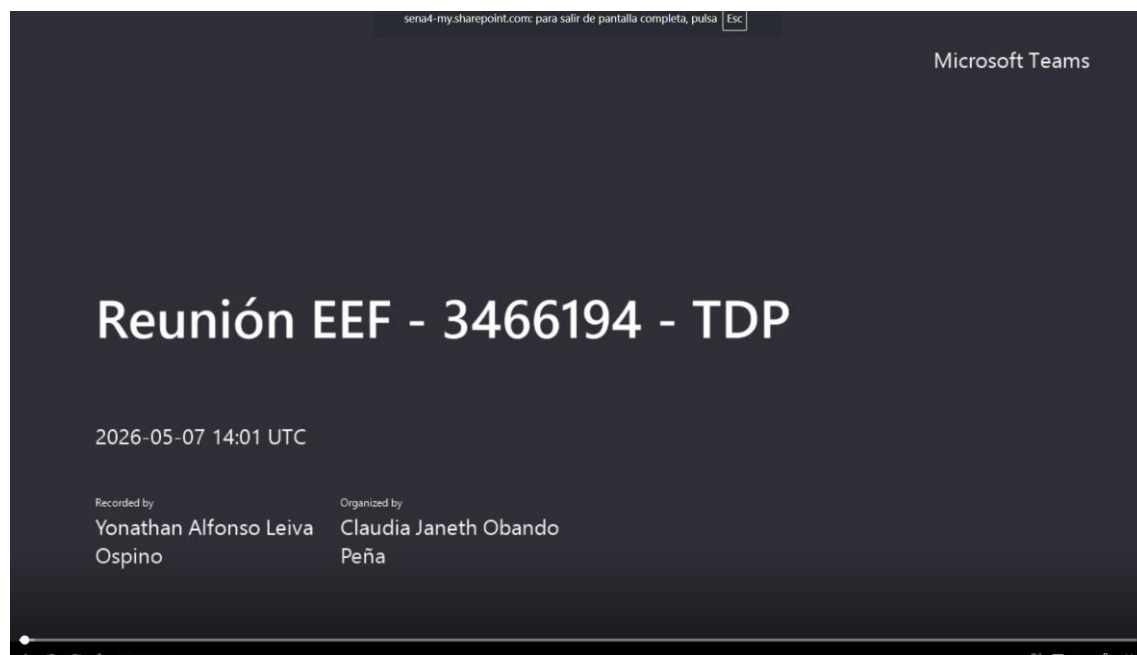 sena4-my.sharepoint.com: para salir de pantalla completa, pulsa Esc
Microsoft Teams
Reunión EEF - 3466194 - TDP
2026-05-07 14:01 UTC
Recorded by
Yonathan Alfonso Leiva
Ospino
Organized by
Claudia Janeth Obando
Peña